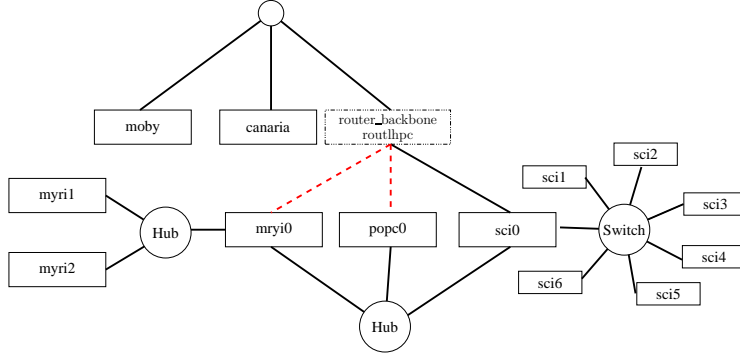 router_backbone
moby
canaria
routlhpc
sci2
sci1
myri1
sci3
Hub
mryi0
popc0
sci0
Switch
myri2
sci4
sci6
sci5
Hub